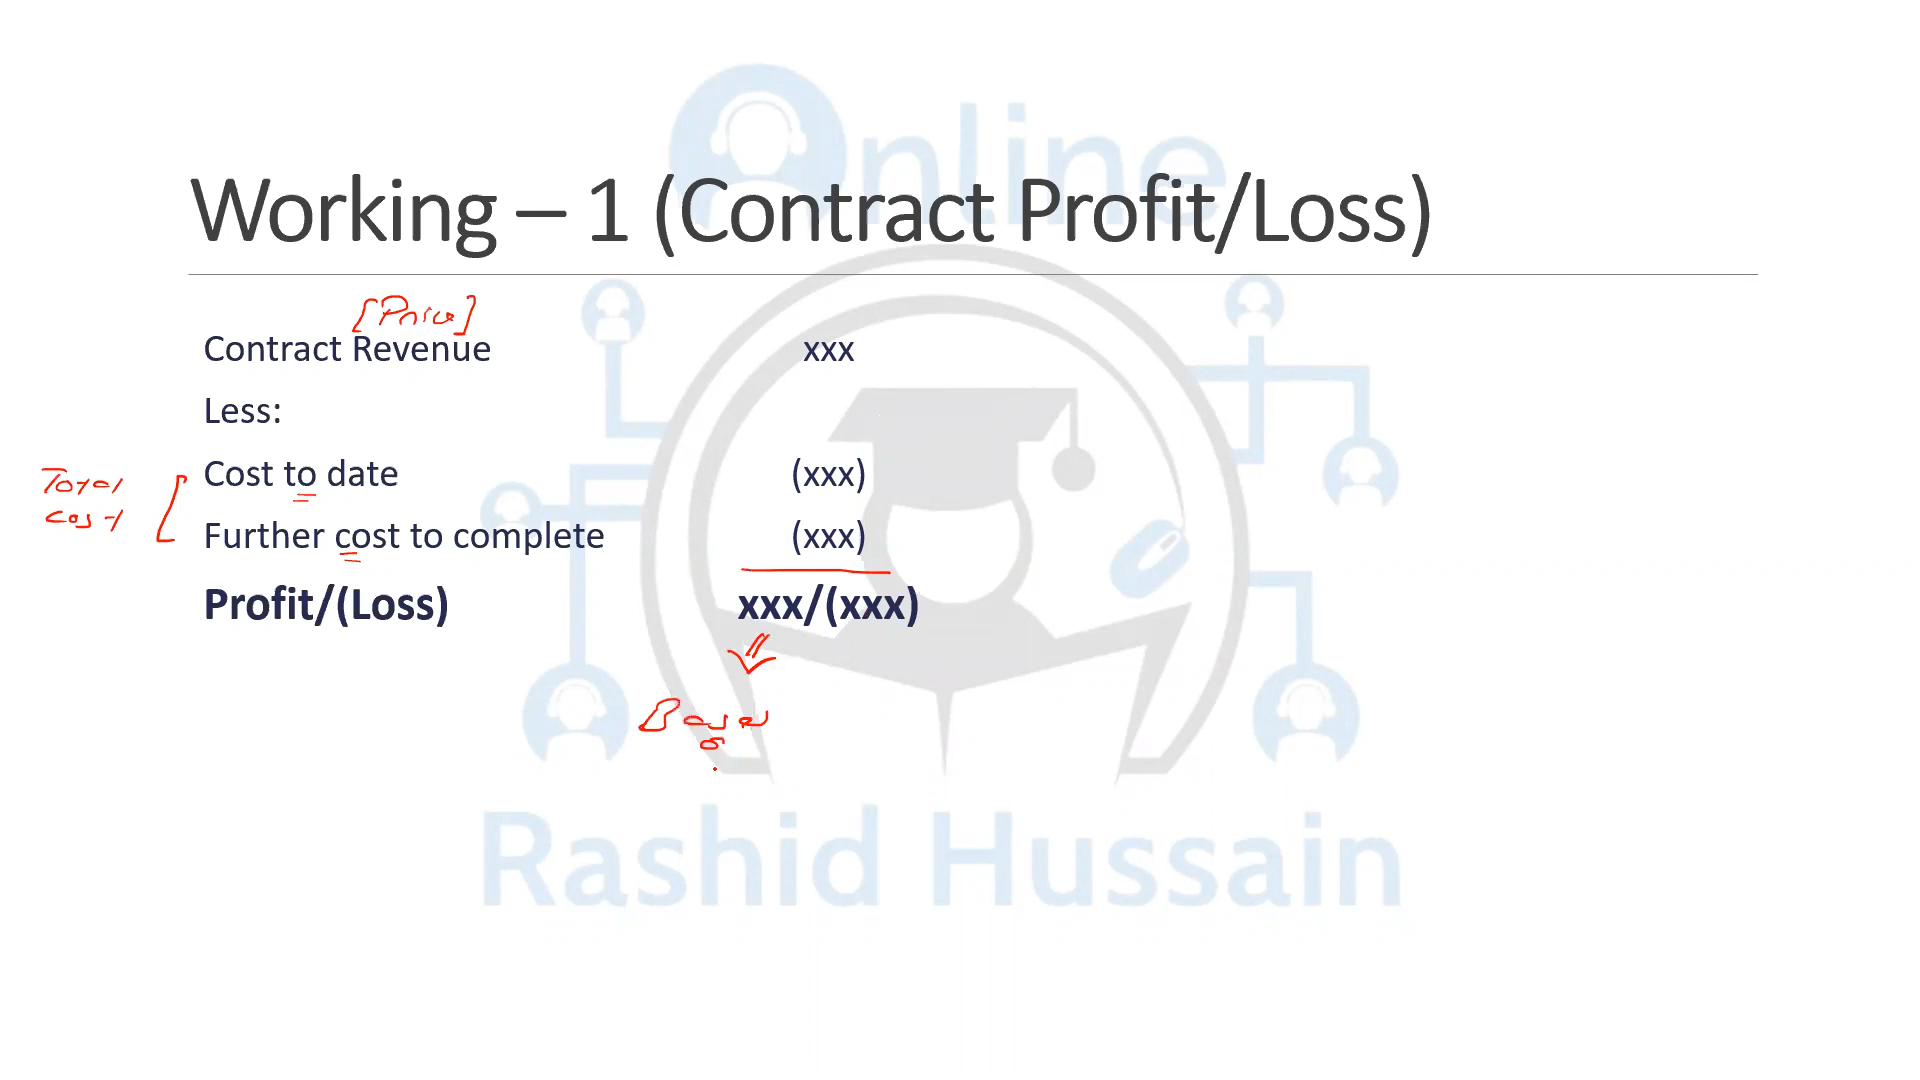 Online
Working – 1 (Contract Profit/Loss)
[Price]
Contract Revenue xxx
Less:
Total
Cost
Cost to date (xxx)
Further cost to complete (xxx)
Profit/(Loss) xxx/(xxx)
Rashid Hussain